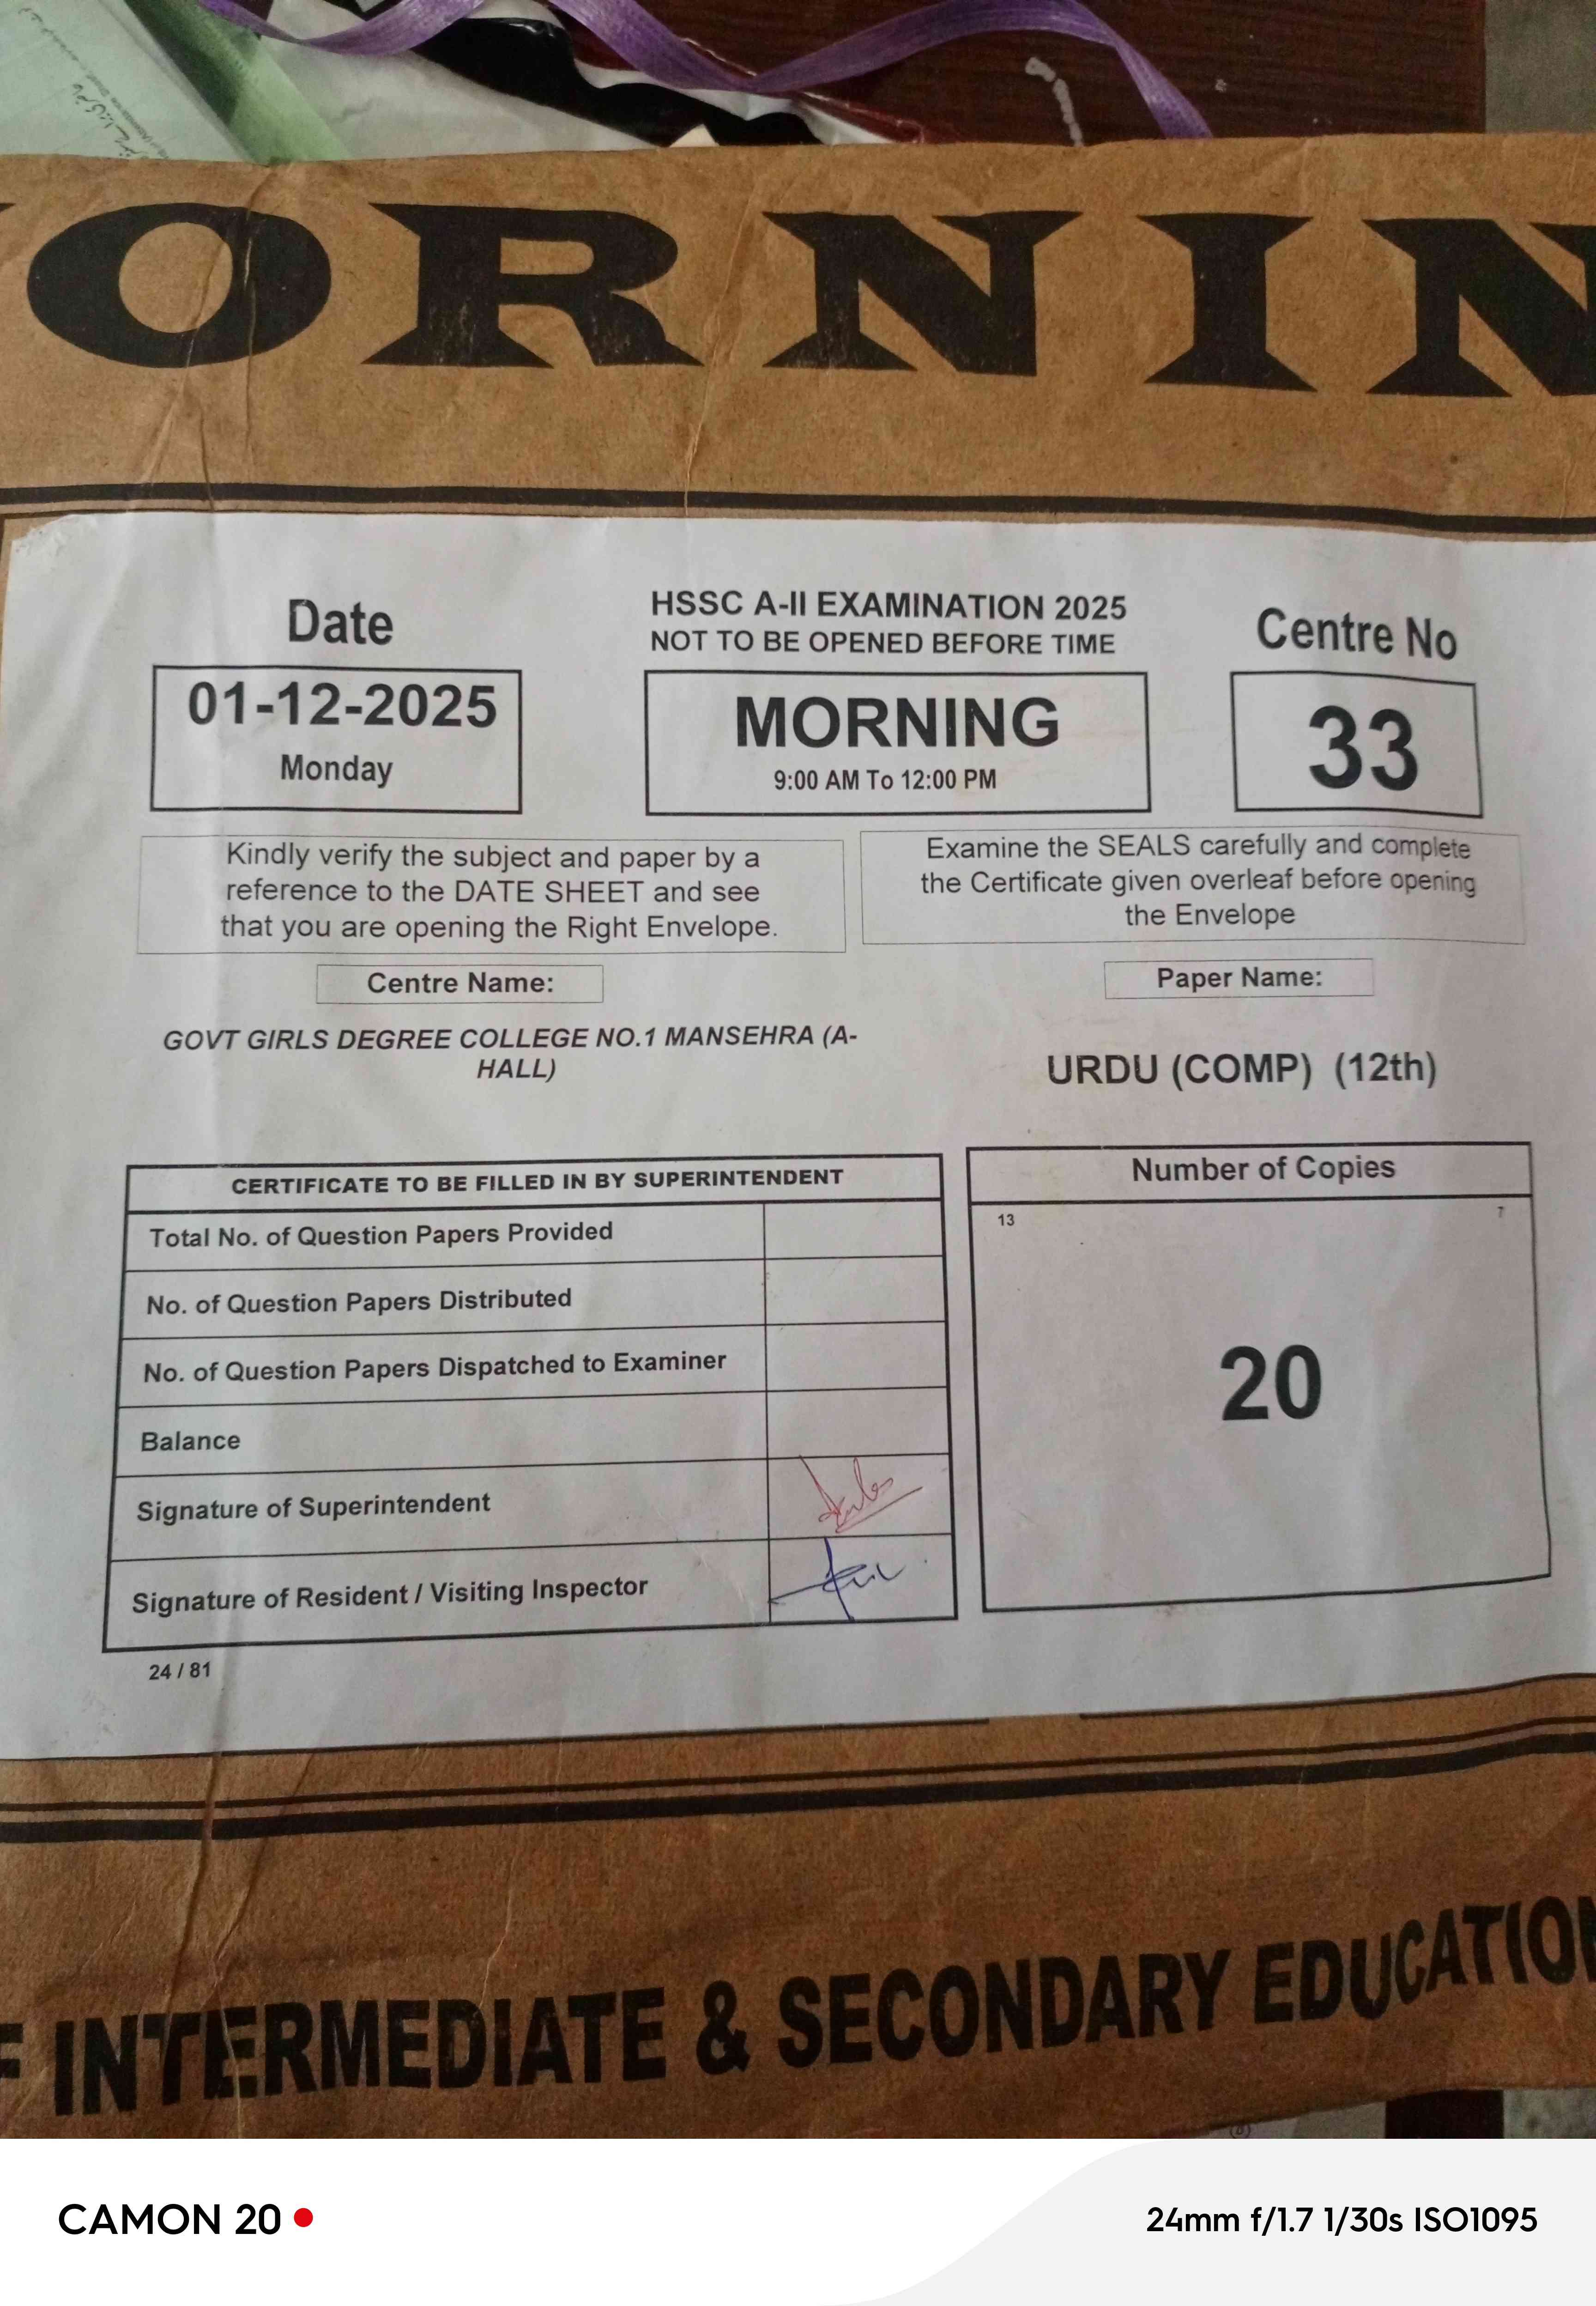 ORNIN
Date
HSSC A-II EXAMINATION 2025
NOT TO BE OPENED BEFORE TIME
Centre No
01-12-2025
Monday
MORNING
9:00 AM To 12:00 PM
33
Kindly verify the subject and paper by a
reference to the DATE SHEET and see
that you are opening the Right Envelope.
Examine the SEALS carefully and complete
the Certificate given overleaf before opening
the Envelope
Centre Name:
Paper Name:
GOVT GIRLS DEGREE COLLEGE NO.1 MANSEHRA (A-
HALL)
URDU (COMP) (12th)
CERTIFICATE TO BE FILLED IN BY SUPERINTENDENT
Total No. of Question Papers Provided
No. of Question Papers Distributed
No. of Question Papers Dispatched to Examiner
Balance
Signature of Superintendent
Signature of Resident / Visiting Inspector
Number of Copies
13
7
20
24 / 81
F INTERMEDIATE & SECONDARY EDUCATION
CAMON 20
24mm f/1.7 1/30s ISO1095